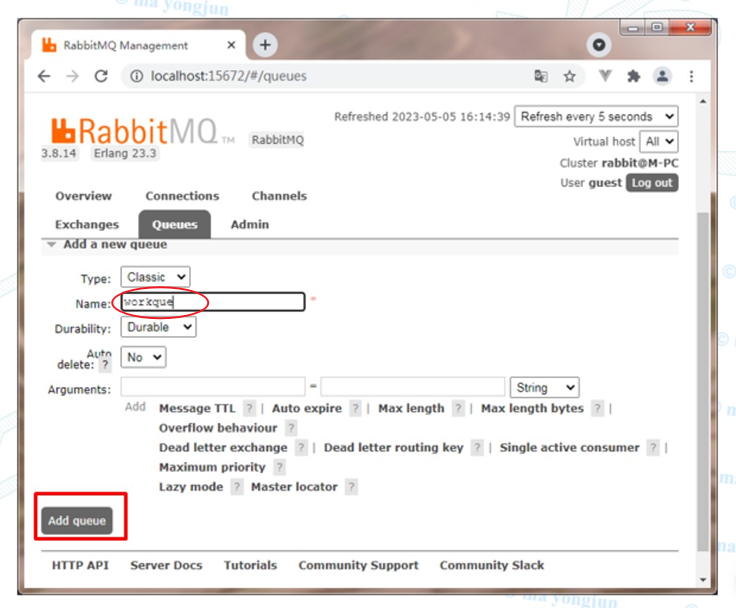 ma yongjun
RabbitMQ Management
localhost:15672/#/queues
RabbitMQ TM RabbitMQ
3.8.14 Erlang 23.3
Refreshed 2023-05-05 16:14:39 Refresh every 5 seconds
Virtual host All
Cluster rabbit@M-PC
User guest Log out
Overview Connections Channels
Exchanges Queues Admin
Add a new queue
Type: Classic
Name: workque *
Durability: Durable
Auto delete: ? No
Arguments: = String
Add Message TTL ? | Auto expire ? | Max length ? | Max length bytes ? |
Overflow behaviour ?
Dead letter exchange ? | Dead letter routing key ? | Single active consumer ? |
Maximum priority ?
Lazy mode ? Master locator ?
Add queue
HTTP API Server Docs Tutorials Community Support Community Slack
ma yongjun